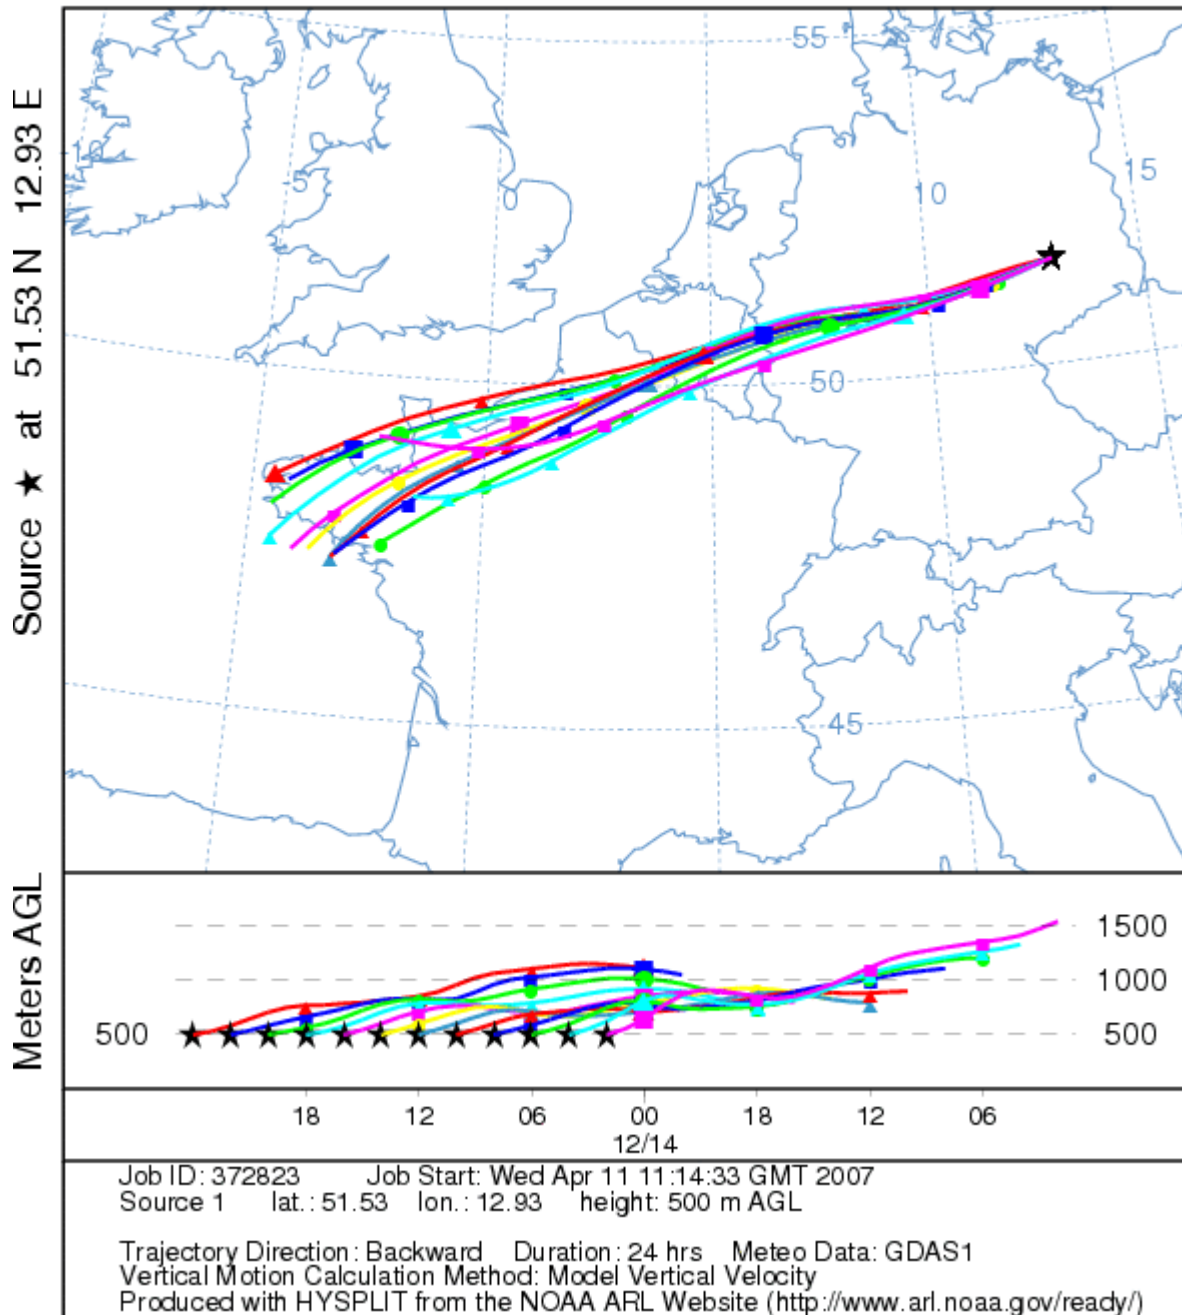 Source ★ at 51.53 N 12.93 E
55
-10
-5
0
5
10
15
50
45
Meters AGL
1500
1000
500
500
18 12 06 00 18 12 06
12/14
Job ID: 372823 Job Start: Wed Apr 11 11:14:33 GMT 2007
Source 1 lat.: 51.53 lon.: 12.93 height: 500 m AGL
Trajectory Direction: Backward Duration: 24 hrs Meteo Data: GDAS1
Vertical Motion Calculation Method: Model Vertical Velocity
Produced with HYSPLIT from the NOAA ARL Website (http://www.arl.noaa.gov/ready/)